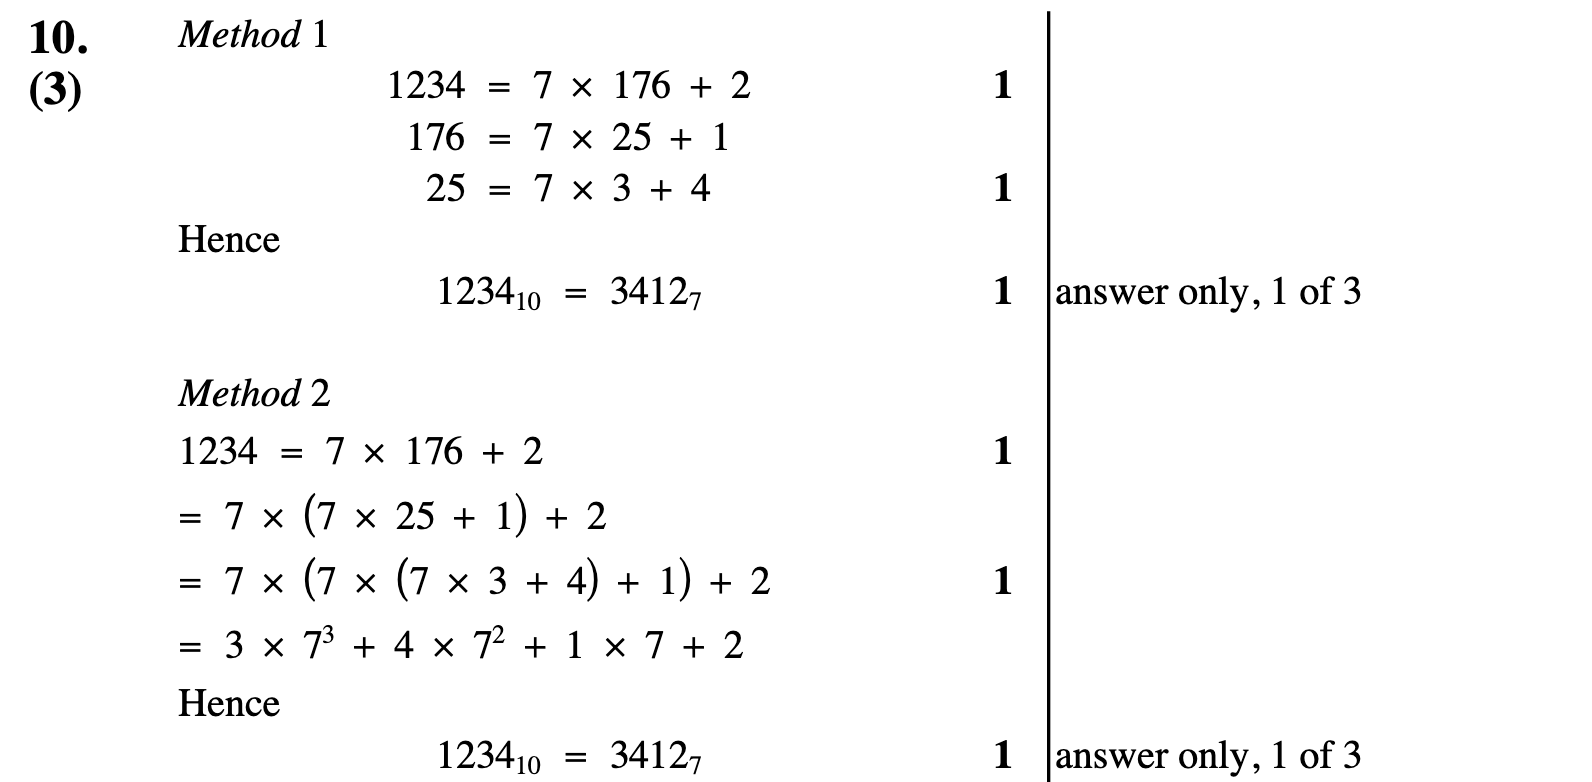 10. Method 1
(3) 1234 = 7 × 176 + 2 1
176 = 7 × 25 + 1
25 = 7 × 3 + 4 1
Hence
1234₁₀ = 3412₇ 1 answer only, 1 of 3
Method 2
1234 = 7 × 176 + 2 1
= 7 × (7 × 25 + 1) + 2
= 7 × (7 × (7 × 3 + 4) + 1) + 2 1
= 3 × 7³ + 4 × 7² + 1 × 7 + 2
Hence
1234₁₀ = 3412₇ 1 answer only, 1 of 3